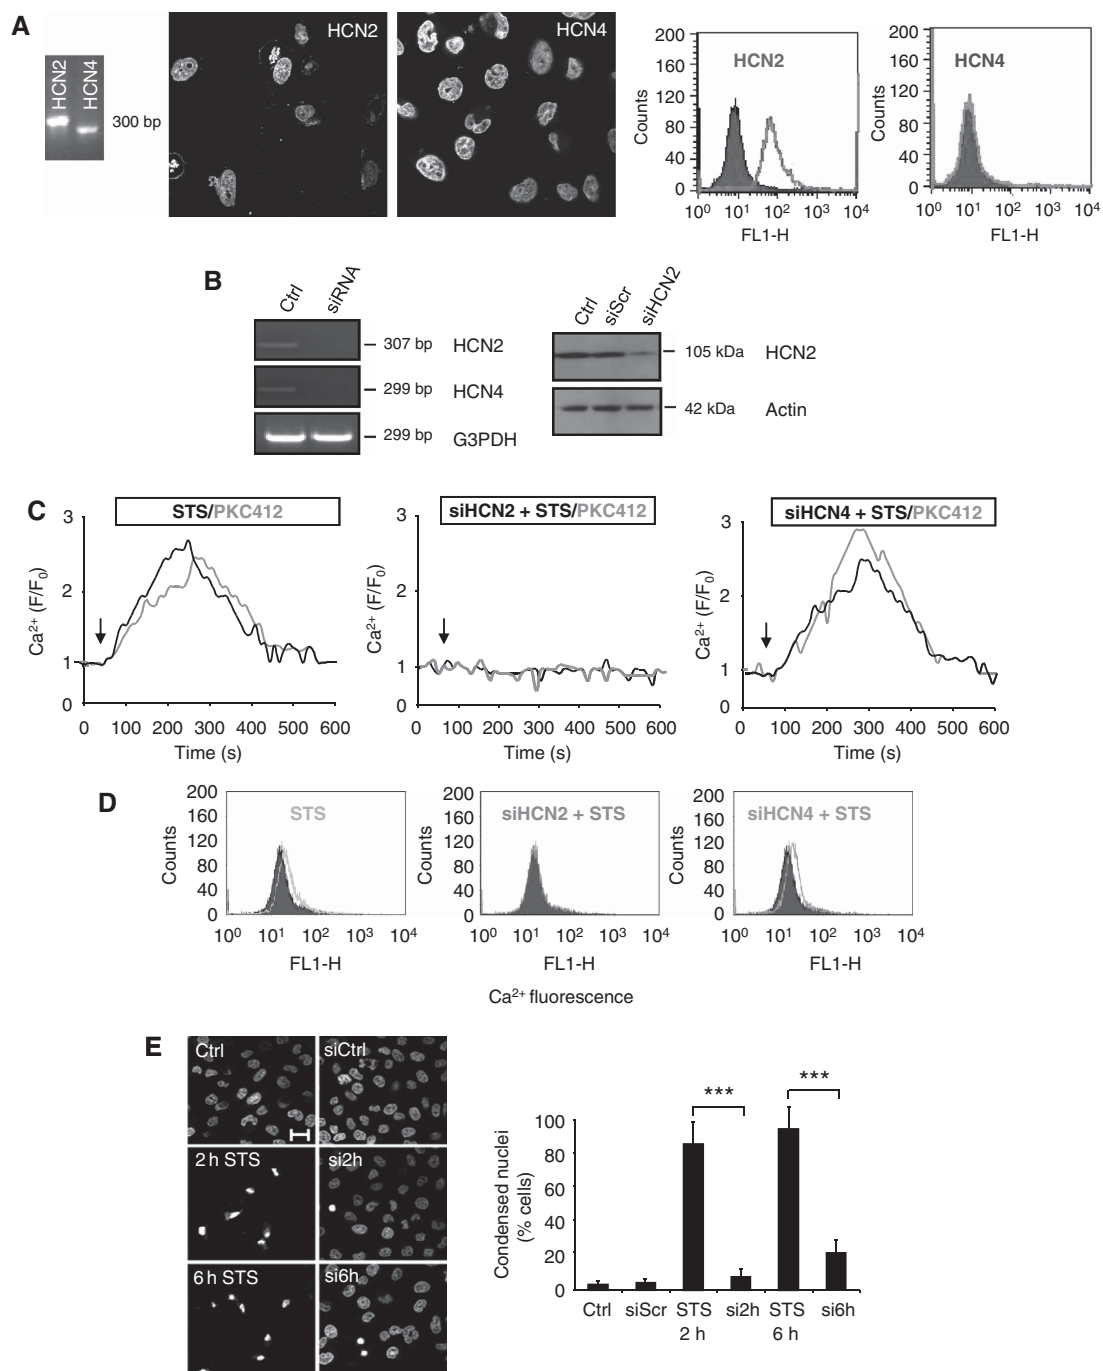 A
HCN2
HCN4
300 bp
HCN2
HCN4
HCN2
Counts
200
160
120
80
40
0
10⁰ 10¹ 10² 10³ 10⁴
FL1-H
HCN4
Counts
200
160
120
80
40
0
10⁰ 10¹ 10² 10³ 10⁴
FL1-H
B
Ctrl
siRNA
307 bp HCN2
299 bp HCN4
299 bp G3PDH
Ctrl
siScr
siHCN2
105 kDa HCN2
42 kDa Actin
C
STS/PKC412
Ca²⁺ (F/F₀)
3
2
1
0
0 100 200 300 400 500 600
Time (s)
siHCN2 + STS/PKC412
Ca²⁺ (F/F₀)
3
2
1
0
0 100 200 300 400 500 600
Time (s)
siHCN4 + STS/PKC412
Ca²⁺ (F/F₀)
3
2
1
0
0 100 200 300 400 500 600
Time (s)
D
STS
Counts
200
160
120
80
40
0
10⁰ 10¹ 10² 10³ 10⁴
FL1-H
siHCN2 + STS
Counts
200
160
120
80
40
0
10⁰ 10¹ 10² 10³ 10⁴
FL1-H
siHCN4 + STS
Counts
200
160
120
80
40
0
10⁰ 10¹ 10² 10³ 10⁴
FL1-H
Ca²⁺ fluorescence
E
Ctrl
siCtrl
2 h STS
si2h
6 h STS
si6h
Condensed nuclei
(% cells)
100
80
60
40
20
0
***
***
Ctrl siScr STS si2h STS si6h
2 h 6 h